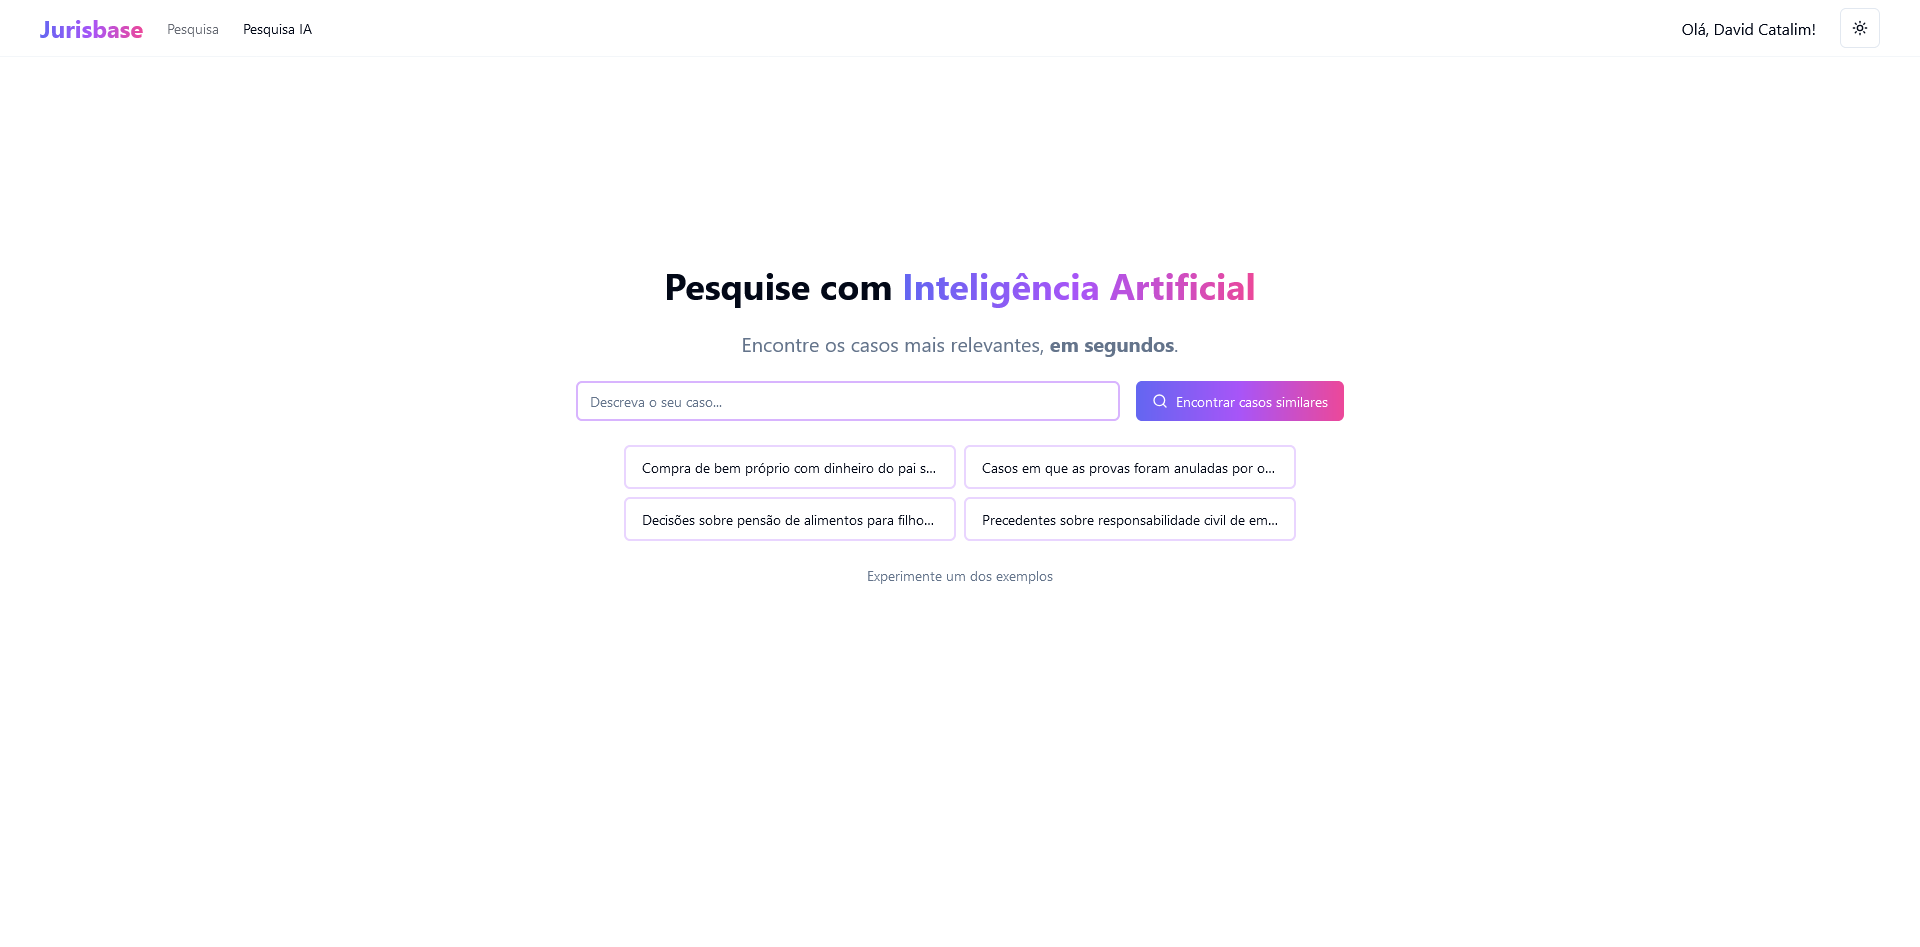 Jurisbase Pesquisa Pesquisa IA Olá, David Catalim!
Pesquise com Inteligência Artificial
Encontre os casos mais relevantes, em segundos.
Descreva o seu caso... Encontrar casos similares
Compra de bem próprio com dinheiro do pai s... Casos em que as provas foram anuladas por o...
Decisões sobre pensão de alimentos para filho... Precedentes sobre responsabilidade civil de em...
Experimente um dos exemplos